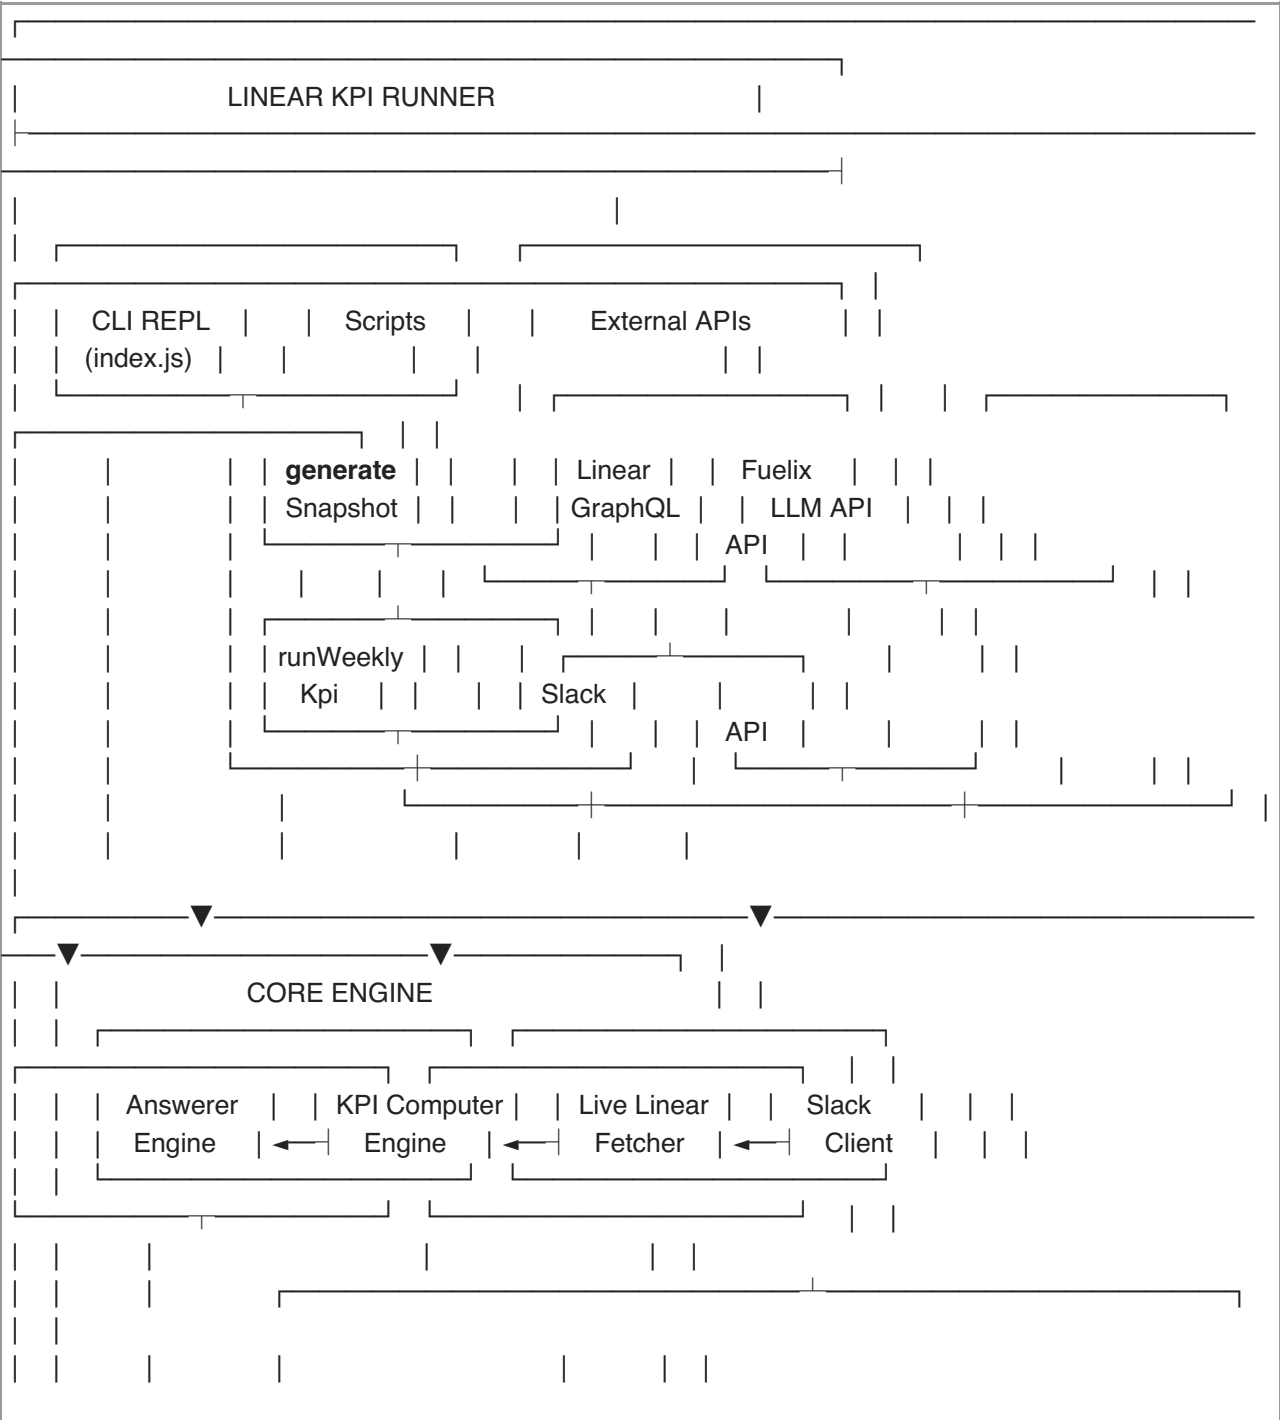 LINEAR KPI RUNNER
CLI REPL Scripts External APIs
(index.js)
generate Linear Fuelix
Snapshot GraphQL LLM API
API
runWeekly
Kpi Slack
API
CORE ENGINE
Answerer KPI Computer Live Linear Slack
Engine Engine Fetcher Client